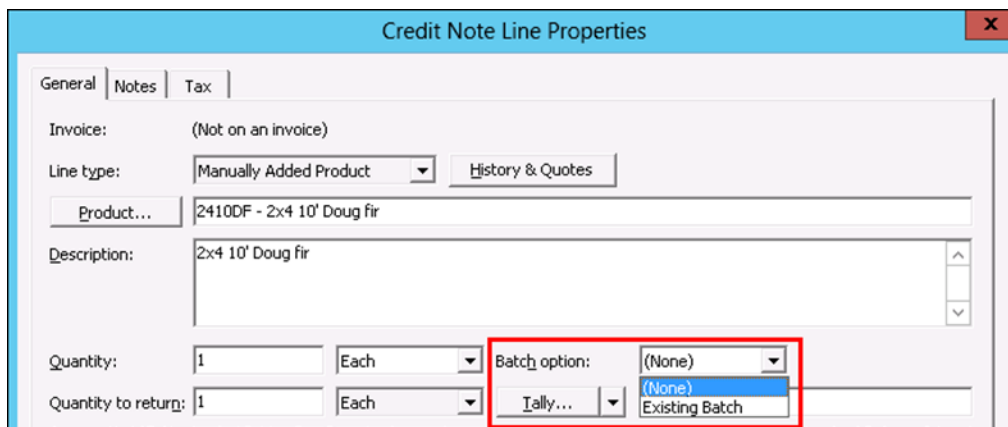 Credit Note Line Properties
x
General Notes Tax
Invoice: (Not on an invoice)
Line type: Manually Added Product History & Quotes
Product... 2410DF - 2x4 10' Doug fir
Description: 2x4 10' Doug fir
Quantity: 1 Each Batch option: (None)
(None)
Quantity to return: 1 Each Tally... Existing Batch